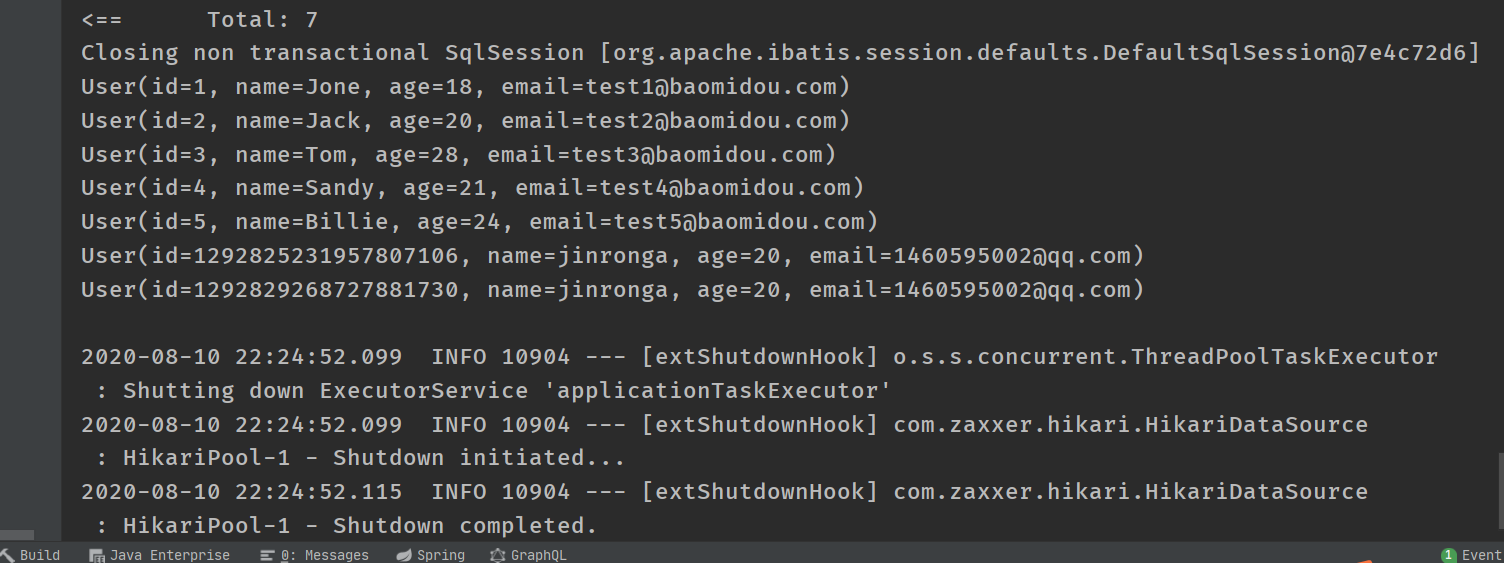 <==      Total: 7
Closing non transactional SqlSession [org.apache.ibatis.session.defaults.DefaultSqlSession@7e4c72d6]
User(id=1, name=Jone, age=18, email=test1@baomidou.com)
User(id=2, name=Jack, age=20, email=test2@baomidou.com)
User(id=3, name=Tom, age=28, email=test3@baomidou.com)
User(id=4, name=Sandy, age=21, email=test4@baomidou.com)
User(id=5, name=Billie, age=24, email=test5@baomidou.com)
User(id=1292825231957807106, name=jinronga, age=20, email=1460595002@qq.com)
User(id=1292829268727881730, name=jinronga, age=20, email=1460595002@qq.com)
2020-08-10 22:24:52.099  INFO 10904 --- [extShutdownHook] o.s.s.concurrent.ThreadPoolTaskExecutor
 : Shutting down ExecutorService 'applicationTaskExecutor'
2020-08-10 22:24:52.099  INFO 10904 --- [extShutdownHook] com.zaxxer.hikari.HikariDataSource
 : HikariPool-1 - Shutdown initiated...
2020-08-10 22:24:52.115  INFO 10904 --- [extShutdownHook] com.zaxxer.hikari.HikariDataSource
 : HikariPool-1 - Shutdown completed.
Build Java Enterprise 0: Messages Spring GraphQL 1 Event